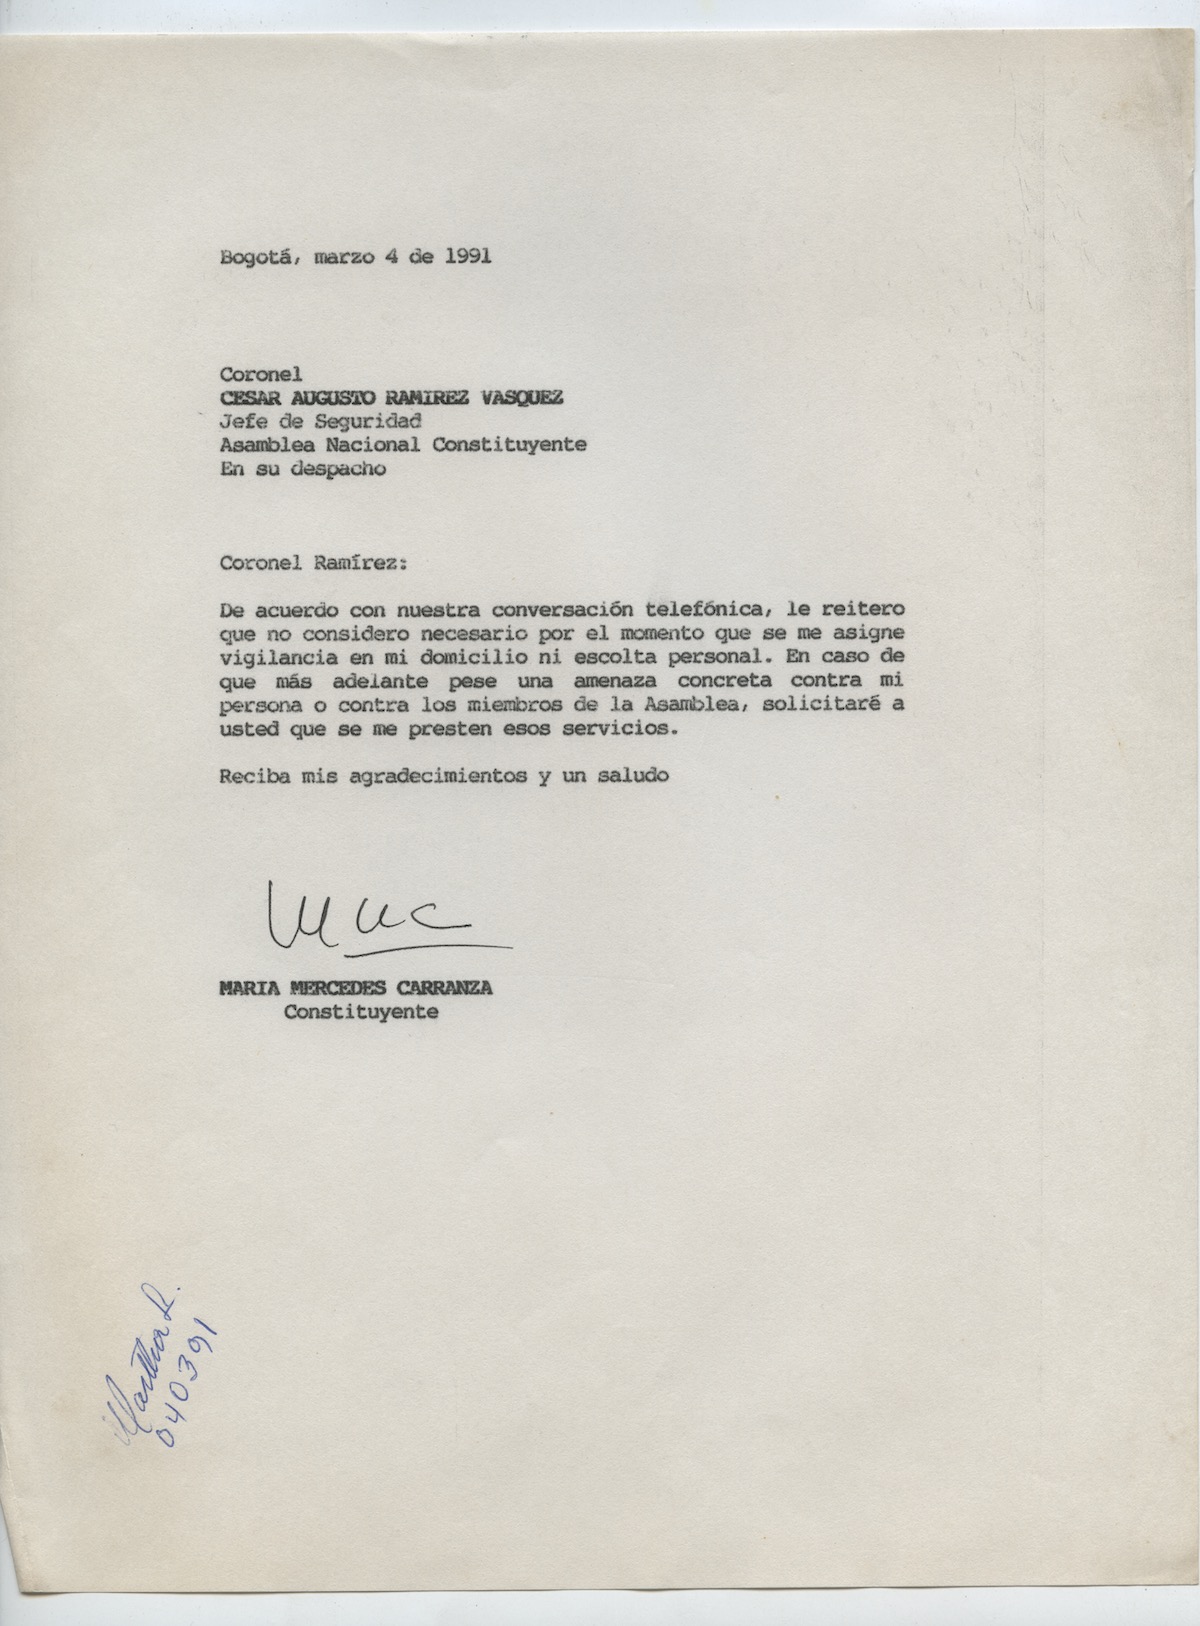 Bogotá, marzo 4 de 1991
Coronel
CESAR AUGUSTO RAMIREZ VASQUEZ
Jefe de Seguridad
Asamblea Nacional Constituyente
En su despacho
Coronel Ramírez:
De acuerdo con nuestra conversación telefónica, le reitero
que no considero necesario por el momento que se me asigne
vigilancia en mi domicilio ni escolta personal. En caso de
que más adelante pese una amenaza concreta contra mi
persona o contra los miembros de la Asamblea, solicitaré a
usted que se me presten esos servicios.
Reciba mis agradecimientos y un saludo
MARIA MERCEDES CARRANZA
Constituyente
Martha
040391